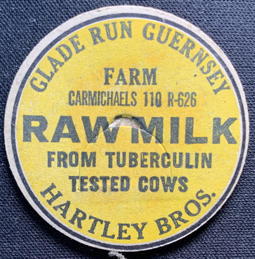 GLADE RUN GUERNSEY
FARM
CARMICHAELS 110 R-626
RAW MILK
FROM TUBERCULIN
TESTED COWS
HARTLEY BROS.